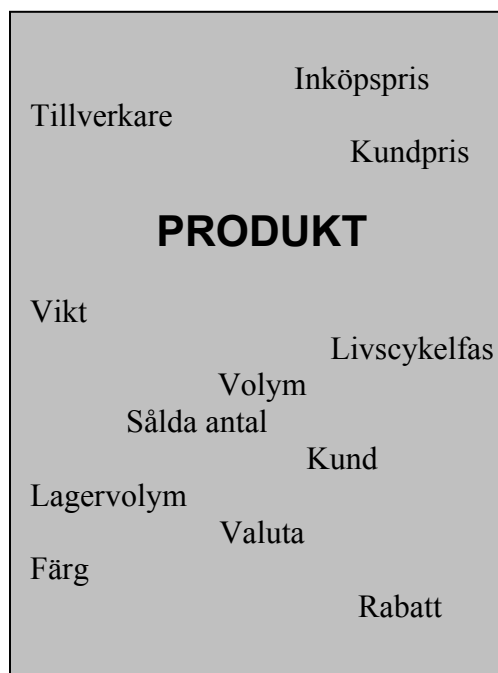 Inköpspris
Tillverkare
Kundpris
PRODUKT
Vikt
Livscykelfas
Volym
Sålda antal
Kund
Lagervolym
Valuta
Färg
Rabatt